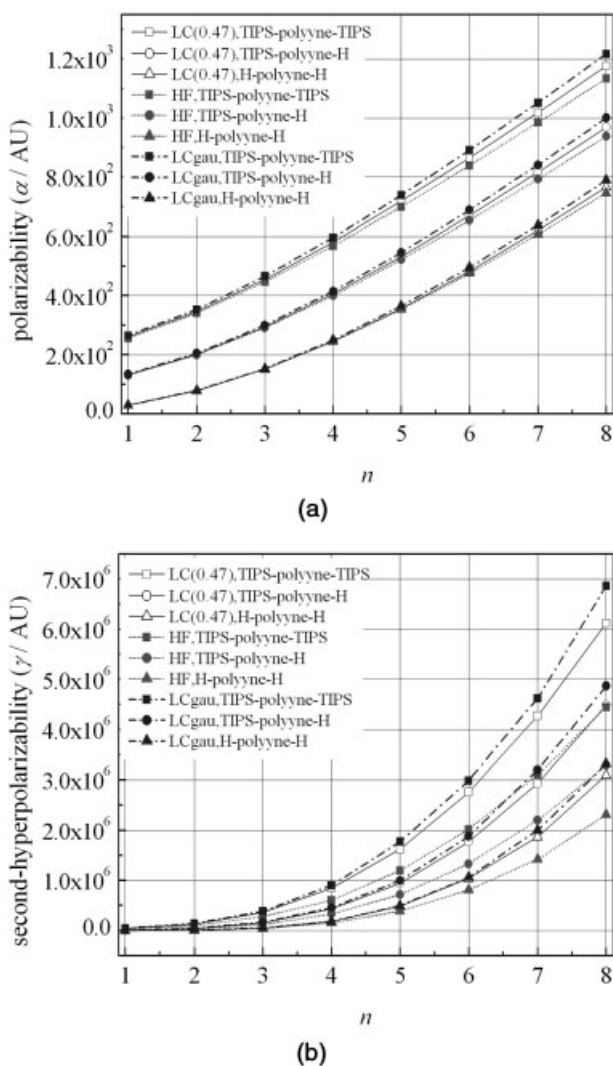 LC(0.47),TIPS-polyyne-TIPS
LC(0.47),TIPS-polyyne-H
LC(0.47),H-polyyne-H
HF,TIPS-polyyne-TIPS
HF,TIPS-polyyne-H
HF,H-polyyne-H
LCgau,TIPS-polyyne-TIPS
LCgau,TIPS-polyyne-H
LCgau,H-polyyne-H
polarizability (α / AU)
1.2x10³
1.0x10³
8.0x10²
6.0x10²
4.0x10²
2.0x10²
0.0
1 2 3 4 5 6 7 8
n
(a)
LC(0.47),TIPS-polyyne-TIPS
LC(0.47),TIPS-polyyne-H
LC(0.47),H-polyyne-H
HF,TIPS-polyyne-TIPS
HF,TIPS-polyyne-H
HF,H-polyyne-H
LCgau,TIPS-polyyne-TIPS
LCgau,TIPS-polyyne-H
LCgau,H-polyyne-H
second-hyperpolarizability (γ / AU)
7.0x10⁶
6.0x10⁶
5.0x10⁶
4.0x10⁶
3.0x10⁶
2.0x10⁶
1.0x10⁶
0.0
1 2 3 4 5 6 7 8
n
(b)